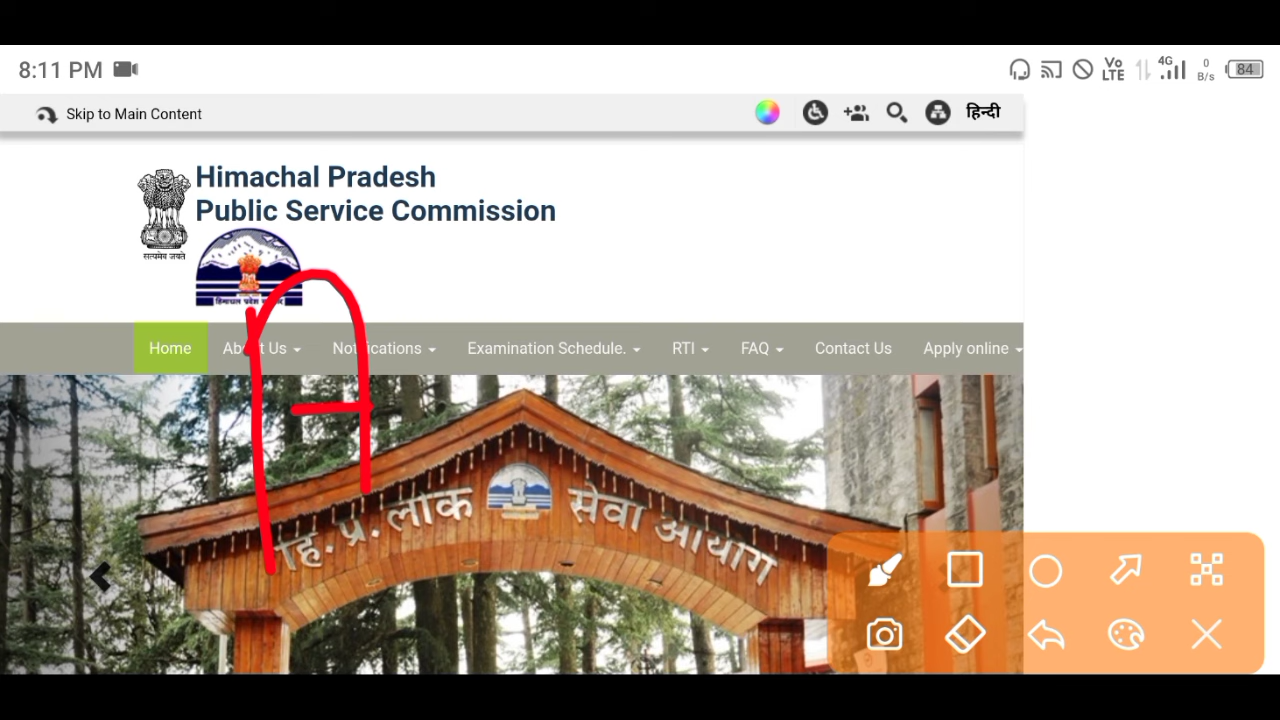 8:11 PM
Vo LTE 4G 0 B/s 84
Skip to Main Content
हिन्दी
Himachal Pradesh
Public Service Commission
सत्यमेव जयते
A
Home About Us Notifications Examination Schedule. RTI FAQ Contact Us Apply online
हि.प्र.लोक सेवा आयोग